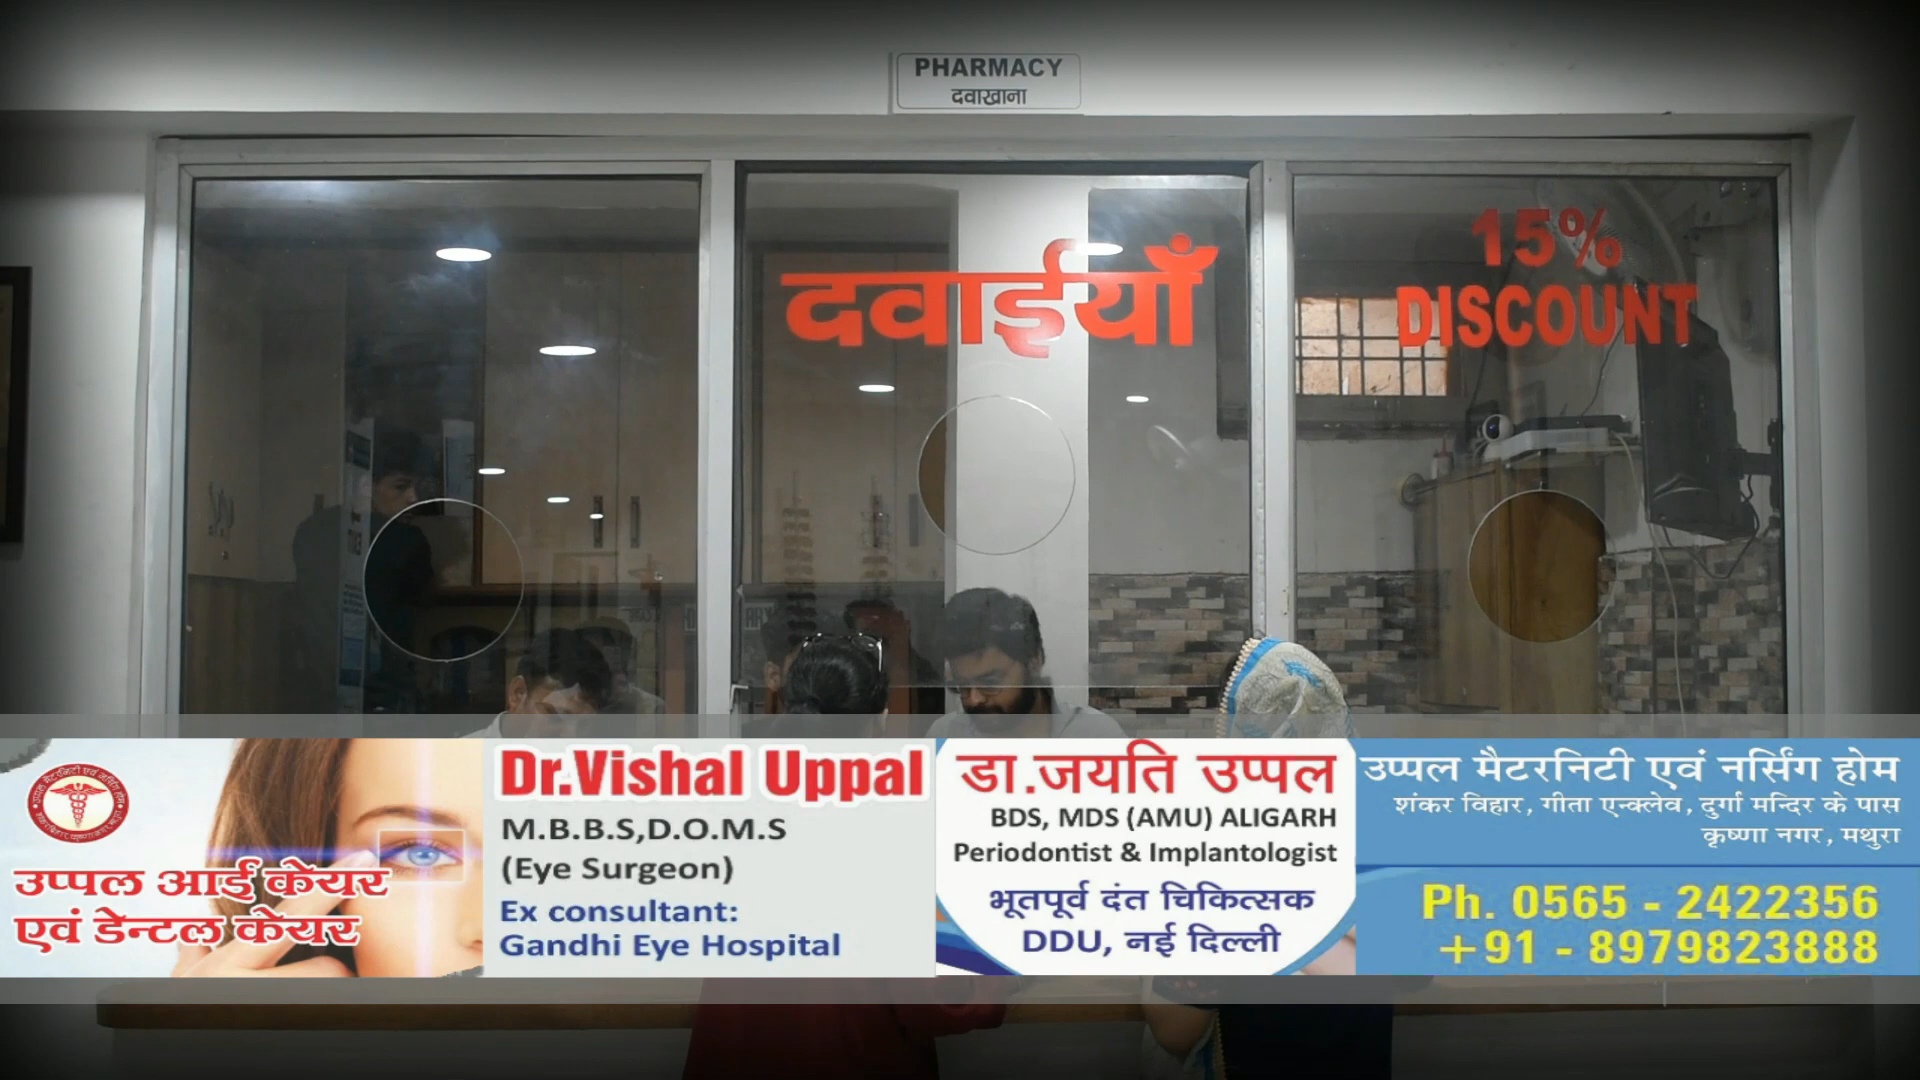 PHARMACY
दवाखाना
दवाईयाँ
15%
DISCOUNT
उप्पल आई केयर
एवं डेन्टल केयर
Dr.Vishal Uppal
M.B.B.S,D.O.M.S
(Eye Surgeon)
Ex consultant:
Gandhi Eye Hospital
डा.जयति उप्पल
BDS, MDS (AMU) ALIGARH
Periodontist & Implantologist
भूतपूर्व दंत चिकित्सक
DDU, नई दिल्ली
उप्पल मैटरनिटी एवं नर्सिंग होम
शंकर विहार, गीता एन्क्लेव, दुर्गा मन्दिर के पास
कृष्णा नगर, मथुरा
Ph. 0565 - 2422356
+91 - 8979823888